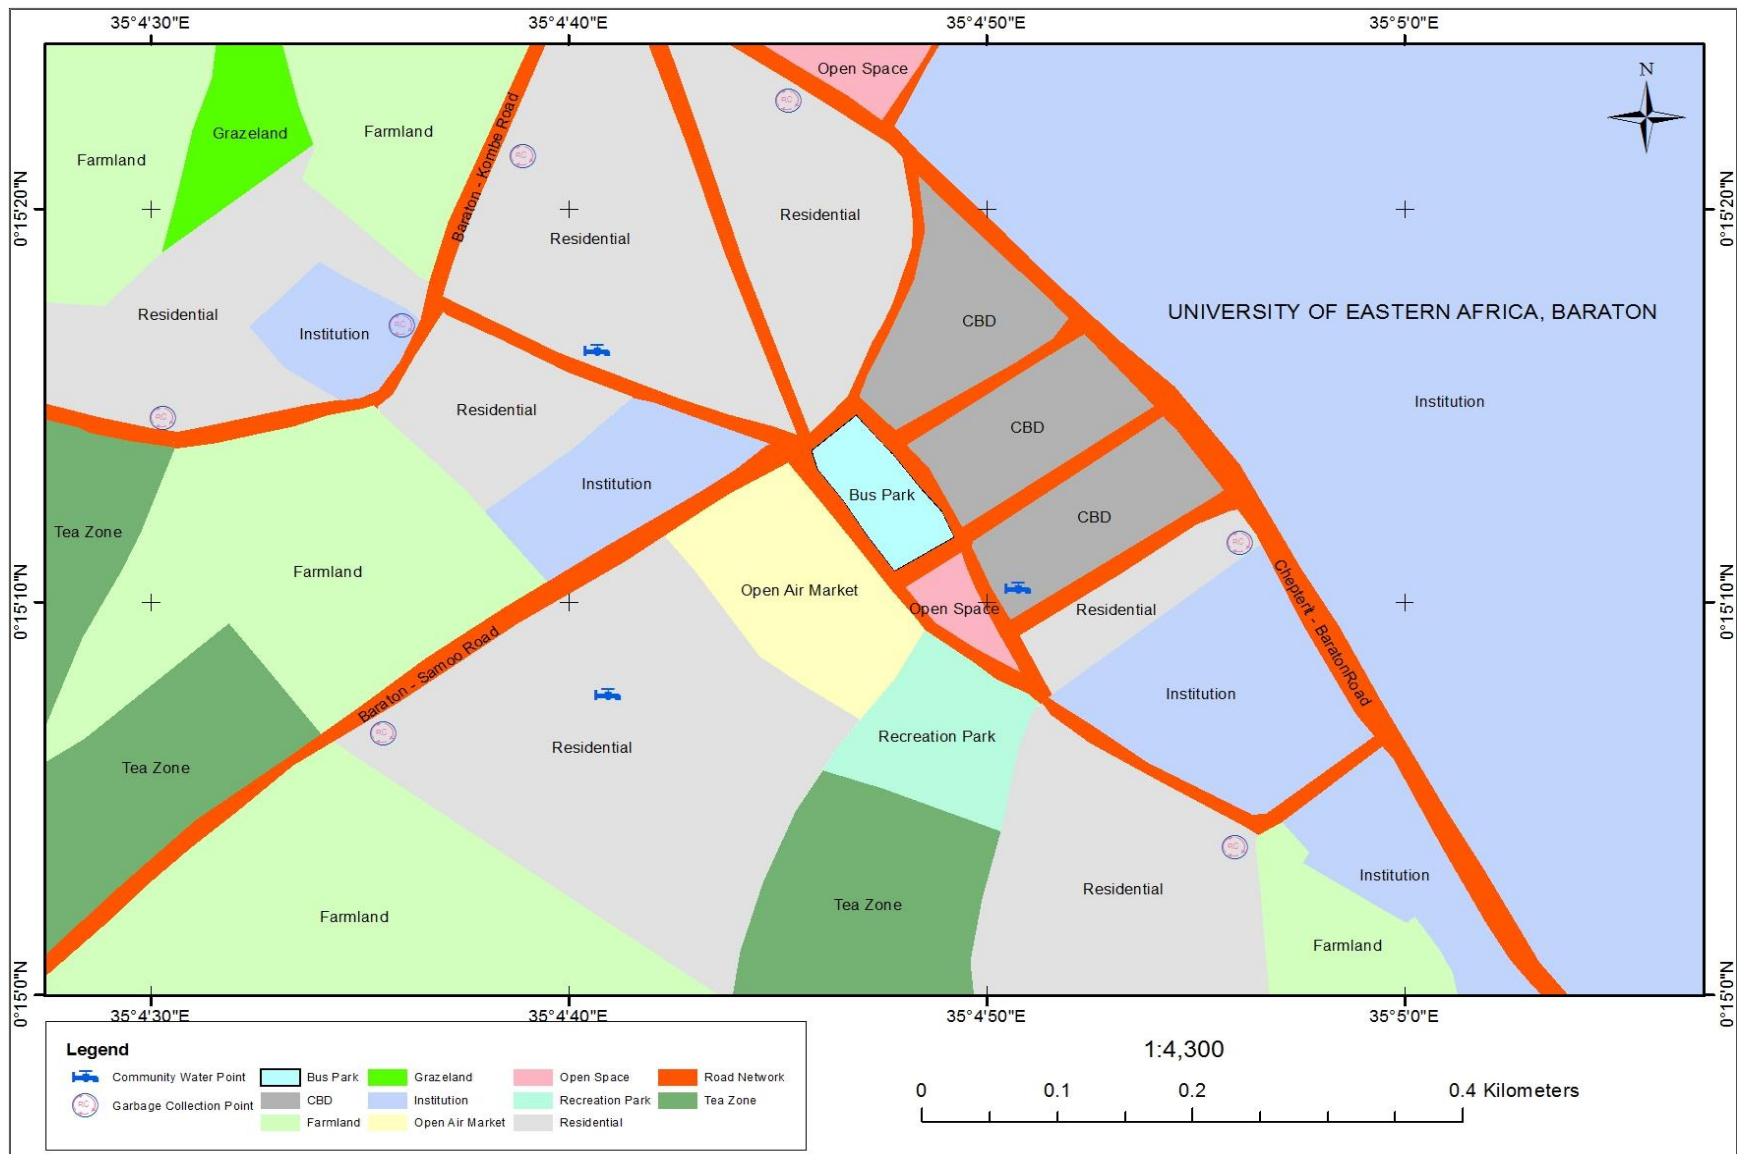 35°4'30"E
35°4'40"E
35°4'50"E
35°5'0"E
Open Space
N
Grazeland
Farmland
Farmland
Baraton - Kombe Road
0°15'20"N
0°15'20"N
Residential
Residential
UNIVERSITY OF EASTERN AFRICA, BARATON
Residential
Institution
CBD
Institution
Residential
CBD
Institution
Bus Park
CBD
Tea Zone
Farmland
Open Air Market
Open Space
Residential
0°15'10"N
0°15'10"N
Baraton - Samoo Road
Chepterit - BaratonRoad
Institution
Recreation Park
Residential
Tea Zone
Institution
Residential
Tea Zone
Farmland
Farmland
0°15'0"N
0°15'0"N
35°4'30"E
35°4'40"E
35°4'50"E
35°5'0"E
Legend
Community Water Point
Garbage Collection Point
Bus Park
CBD
Farmland
Grazeland
Institution
Open Air Market
Open Space
Recreation Park
Residential
Road Network
Tea Zone
1:4,300
0 0.1 0.2 0.4 Kilometers